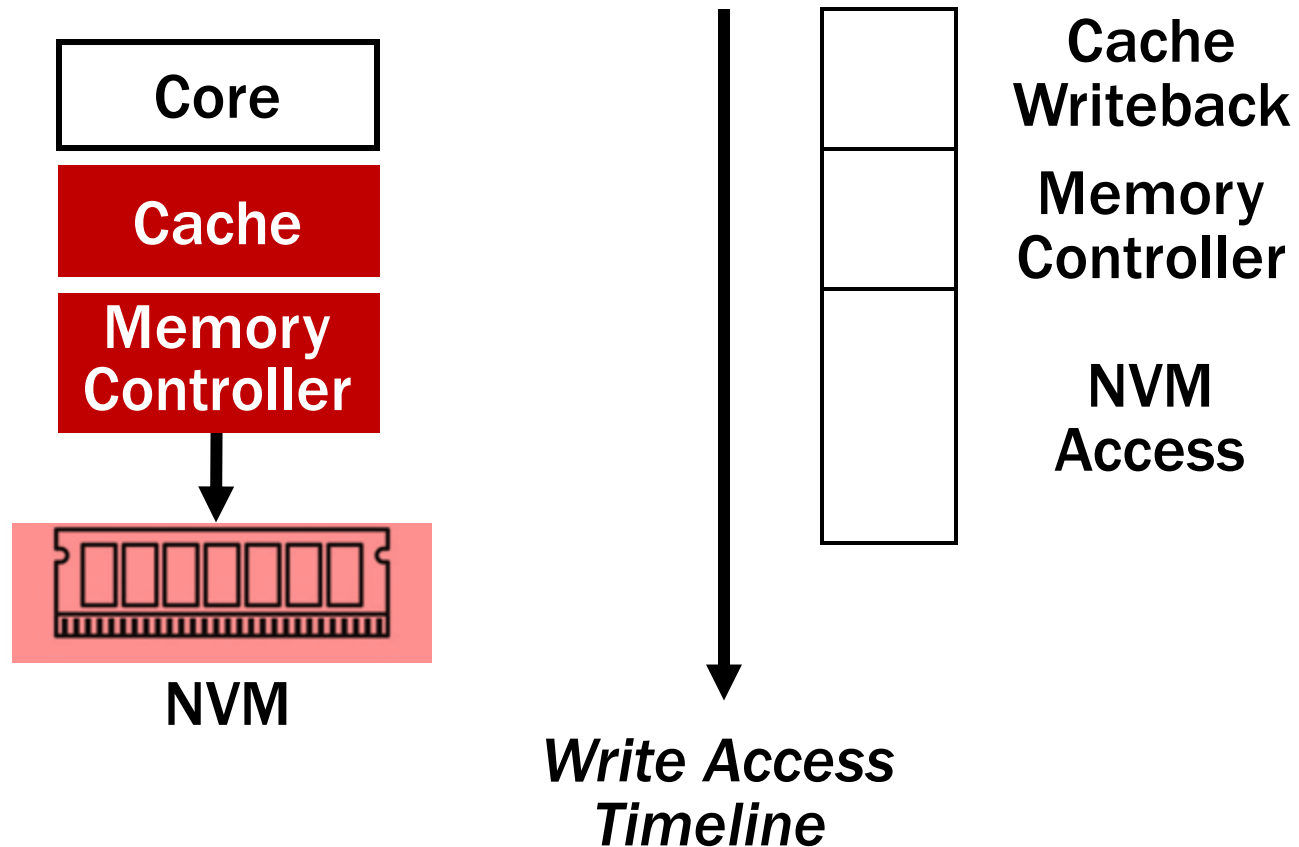 Core
Cache
Memory
Controller
NVM
Cache
Writeback
Memory
Controller
NVM
Access
Write Access
Timeline